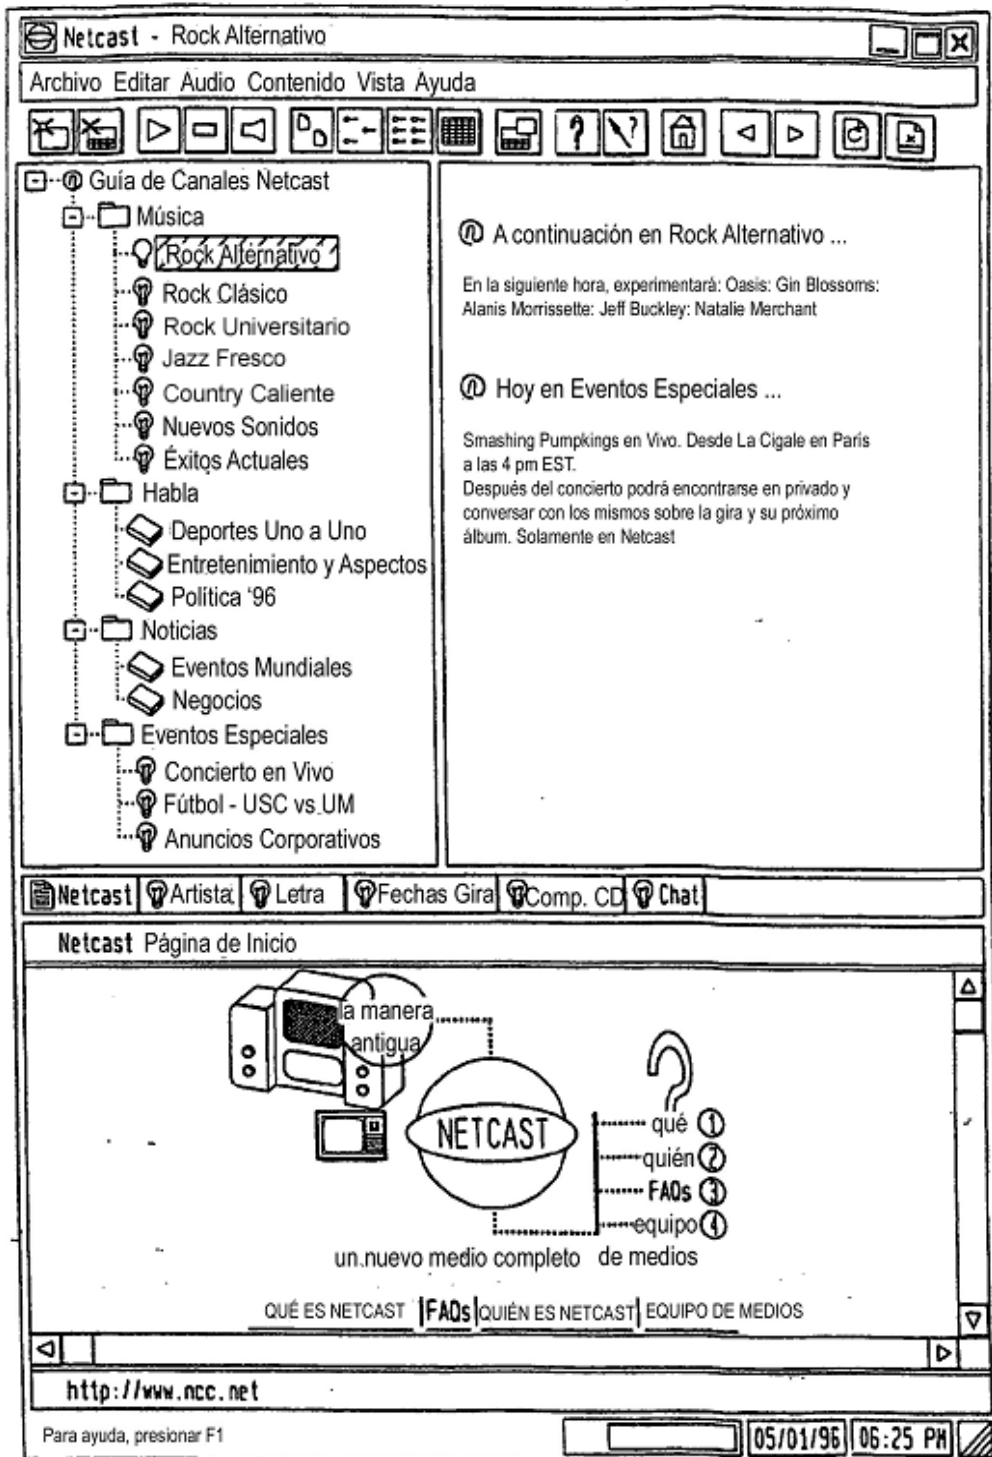 Netcast - Rock Alternativo
Archivo Editar Audio Contenido Vista Ayuda
Guía de Canales Netcast
Música
Rock Alternativo
Rock Clásico
Rock Universitario
Jazz Fresco
Country Caliente
Nuevos Sonidos
Éxitos Actuales
Habla
Deportes Uno a Uno
Entretenimiento y Aspectos
Política '96
Noticias
Eventos Mundiales
Negocios
Eventos Especiales
Concierto en Vivo
Fútbol - USC vs UM
Anuncios Corporativos
A continuación en Rock Alternativo ...
En la siguiente hora, experimentará: Oasis: Gin Blossoms:
Alanis Morrissette: Jeff Buckley: Natalie Merchant
Hoy en Eventos Especiales ...
Smashing Pumpkings en Vivo. Desde La Cigale en París
a las 4 pm EST.
Después del concierto podrá encontrarse en privado y
conversar con los mismos sobre la gira y su próximo
álbum. Solamente en Netcast
Netcast Artista Letra Fechas Gira Comp. CD Chat
Netcast Página de Inicio
la manera
antigua
NETCAST
qué 1
quién 2
FAQs 3
equipo 4
un nuevo medio completo de medios
QUÉ ES NETCAST | FAQs | QUIÉN ES NETCAST | EQUIPO DE MEDIOS
http://www.ncc.net
Para ayuda, presionar F1
05/01/96 06:25 PM